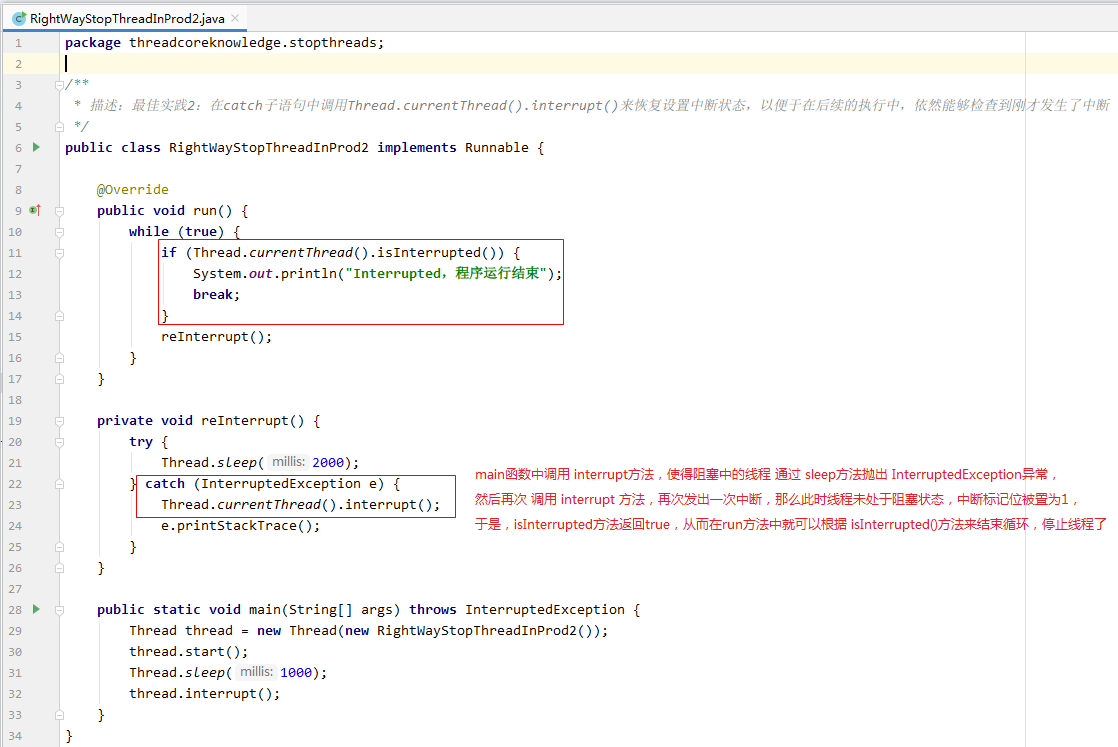 RightWayStopThreadInProd2.java
1 package threadcoreknowledge.stopthreads;
2
3 /**
4 * 描述：最佳实践2：在catch子语句中调用Thread.currentThread().interrupt()来恢复设置中断状态，以便于在后续的执行中，依然能够检查到刚才发生了中断
5 */
6 public class RightWayStopThreadInProd2 implements Runnable {
7
8 @Override
9 public void run() {
10 while (true) {
11 if (Thread.currentThread().isInterrupted()) {
12 System.out.println("Interrupted，程序运行结束");
13 break;
14 }
15 reInterrupt();
16 }
17 }
18
19 private void reInterrupt() {
20 try {
21 Thread.sleep( millis: 2000);
22 } catch (InterruptedException e) {
23 Thread.currentThread().interrupt();
24 e.printStackTrace();
25 }
26 }
main函数中调用 interrupt方法，使得阻塞中的线程 通过 sleep方法抛出 InterruptedException异常，
然后再次 调用 interrupt 方法，再次发出一次中断，那么此时线程未处于阻塞状态，中断标记位被置为1，
于是，isInterrupted方法返回true，从而在run方法中就可以根据 isInterrupted()方法来结束循环，停止线程了
27
28 public static void main(String[] args) throws InterruptedException {
29 Thread thread = new Thread(new RightWayStopThreadInProd2());
30 thread.start();
31 Thread.sleep( millis: 1000);
32 thread.interrupt();
33 }
34 }